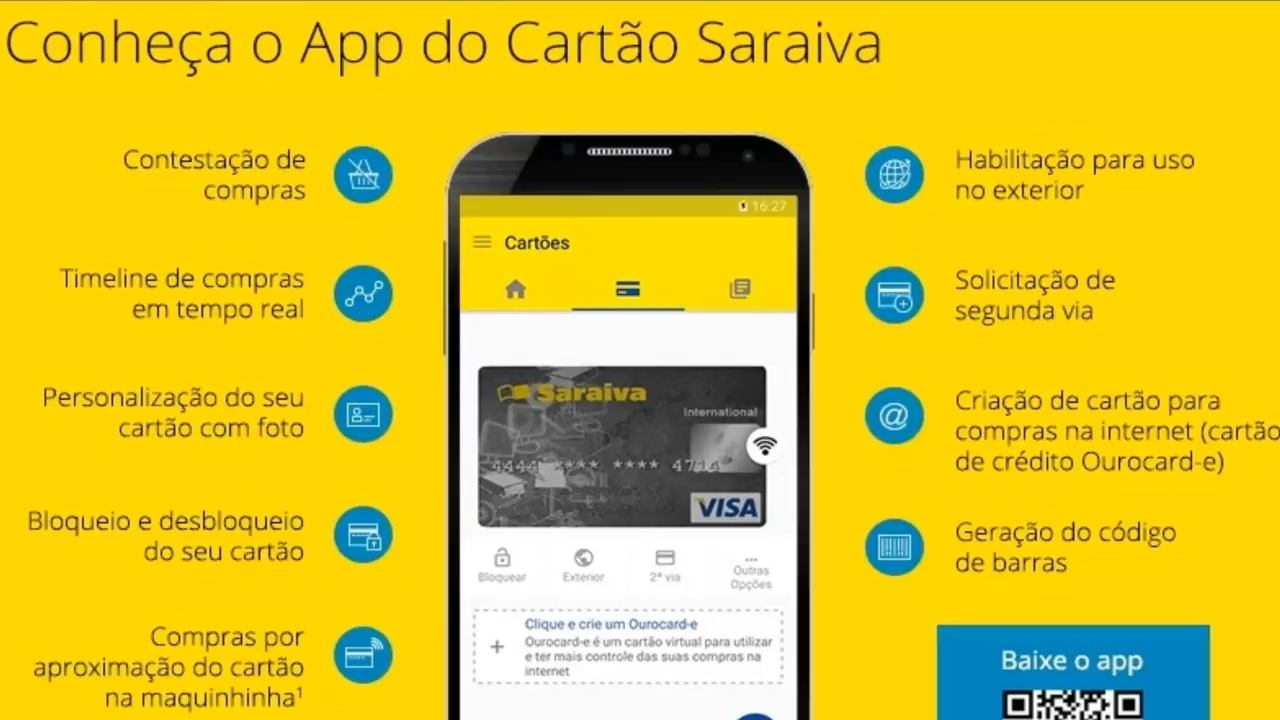 Conheça o App do Cartão Saraiva
Contestação de
compras
Timeline de compras
em tempo real
Personalização do seu
cartão com foto
Bloqueio e desbloqueio
do seu cartão
Compras por
aproximação do cartão
na maquinhinha¹
16:27
Cartões
Saraiva
International
4444 **** **** 4714
VISA
Bloquear
Exterior
2ª via
...
Outras
Opções
+
Clique e crie um Ourocard-e
Ourocard-e é um cartão virtual para utilizar
e ter mais controle das suas compras na
internet
Habilitação para uso
no exterior
Solicitação de
segunda via
@
Criação de cartão para
compras na internet (cartão
de crédito Ourocard-e)
Geração do código
de barras
Baixe o app